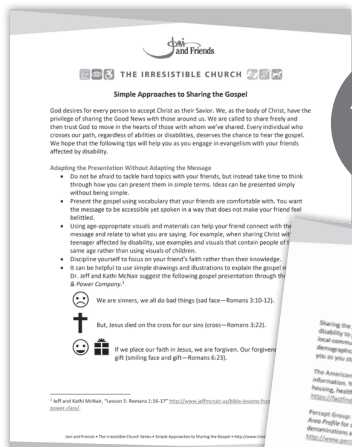 Joni and Friends
THE IRRESISTIBLE CHURCH
Simple Approaches to Sharing the Gospel
God desires for every person to accept Christ as their Savior. We, as the body of Christ, have the
privilege of sharing the Good News with those around us. We are called to share freely and
then trust God to move in the hearts of those with whom we've shared. Every individual who
crosses our path, regardless of abilities or disabilities, deserves the chance to hear the gospel.
We hope that the following tips will help you as you engage in evangelism with your friends
affected by disability.
Adapting the Presentation Without Adapting the Message
• Do not be afraid to tackle hard topics with your friends, but instead take time to think
through how you can present them in simple terms. Ideas can be presented simply
without being simple.
• Present the gospel using vocabulary that your friends are comfortable with. You want
the message to be accessible yet spoken in a way that does not make your friend feel
belittled.
• Using age-appropriate visuals and materials can help your friend connect with the
message and relate to what you are saying. For example, when sharing Christ with
teenager affected by disability, use examples and visuals that contain people of
same age rather than using visuals of children.
• Discipline yourself to focus on your friend's faith rather than their knowledge.
• It can be helpful to use simple drawings and illustrations to explain the gospel
Dr. Jeff and Kathi McNair suggest the following gospel presentation through
& Power Company.¹
We are sinners, we all do bad things (sad face—Romans 3:10-12).
But, Jesus died on the cross for our sins (cross—Romans 3:22).
If we place our faith in Jesus, we are forgiven. Our
gift (smiling face and gift—Romans 6:23).
¹ Jeff and Kathi McNair, "Lesson 5: Romans 1:16-17"
power-class/.
Joni and Friends • The Irresistible Church Series • Simple Approaches to Sharing the Gospel •
Sharing the
disability to
local commu
demographic
you as you
The American
information. Y
housing, health
Percept Group:
Area Profile for
denominations